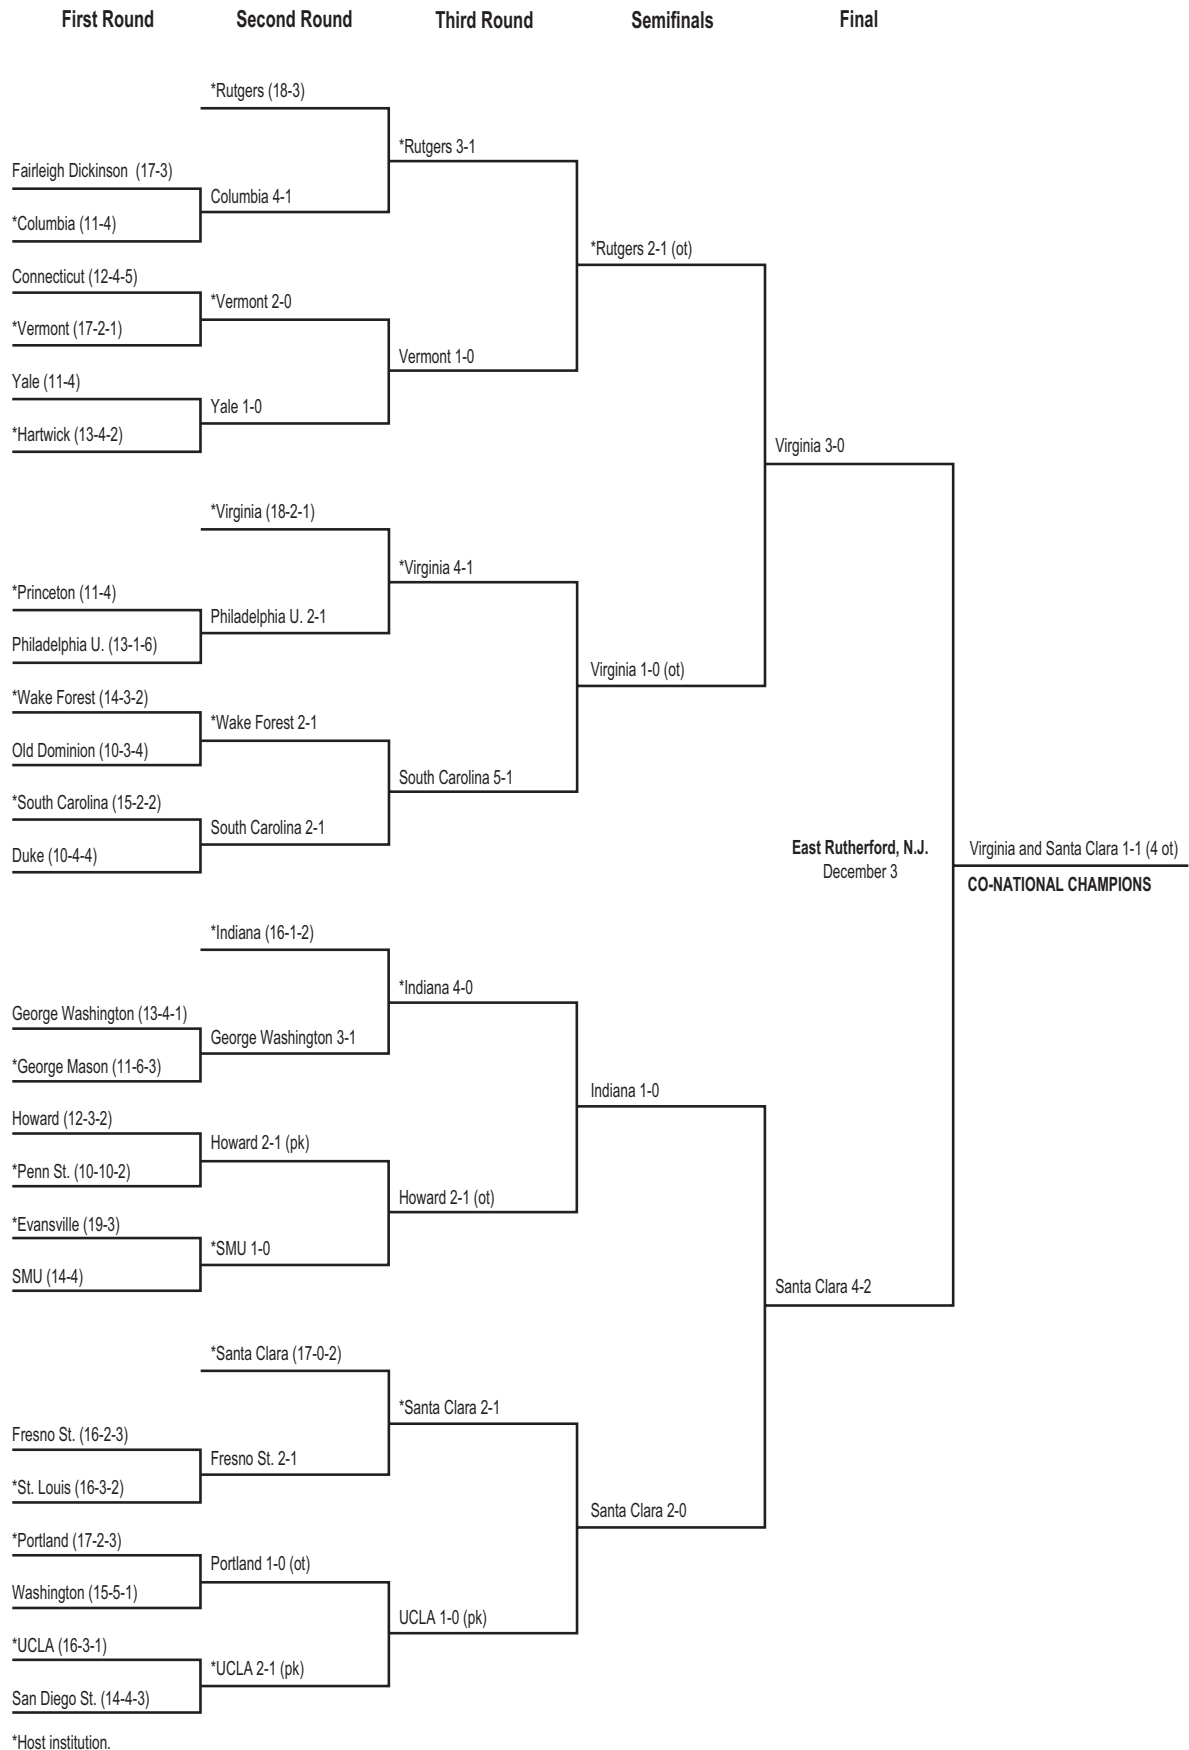 First Round
Second Round
Third Round
Semifinals
Final
*Rutgers (18-3)
*Rutgers 3-1
Fairleigh Dickinson  (17-3)
Columbia 4-1
*Columbia (11-4)
*Rutgers 2-1 (ot)
Connecticut (12-4-5)
*Vermont 2-0
*Vermont (17-2-1)
Vermont 1-0
Yale (11-4)
Yale 1-0
*Hartwick (13-4-2)
Virginia 3-0
*Virginia (18-2-1)
*Virginia 4-1
*Princeton (11-4)
Philadelphia U. 2-1
Philadelphia U. (13-1-6)
Virginia 1-0 (ot)
*Wake Forest (14-3-2)
*Wake Forest 2-1
Old Dominion (10-3-4)
South Carolina 5-1
*South Carolina (15-2-2)
South Carolina 2-1
Duke (10-4-4)
East Rutherford, N.J.
December 3
Virginia and Santa Clara 1-1 (4 ot)
CO-NATIONAL CHAMPIONS
*Indiana (16-1-2)
*Indiana 4-0
George Washington (13-4-1)
George Washington 3-1
*George Mason (11-6-3)
Indiana 1-0
Howard (12-3-2)
Howard 2-1 (pk)
*Penn St. (10-10-2)
Howard 2-1 (ot)
*Evansville (19-3)
*SMU 1-0
SMU (14-4)
Santa Clara 4-2
*Santa Clara (17-0-2)
*Santa Clara 2-1
Fresno St. (16-2-3)
Fresno St. 2-1
*St. Louis (16-3-2)
Santa Clara 2-0
*Portland (17-2-3)
Portland 1-0 (ot)
Washington (15-5-1)
UCLA 1-0 (pk)
*UCLA (16-3-1)
*UCLA 2-1 (pk)
San Diego St. (14-4-3)
*Host institution.